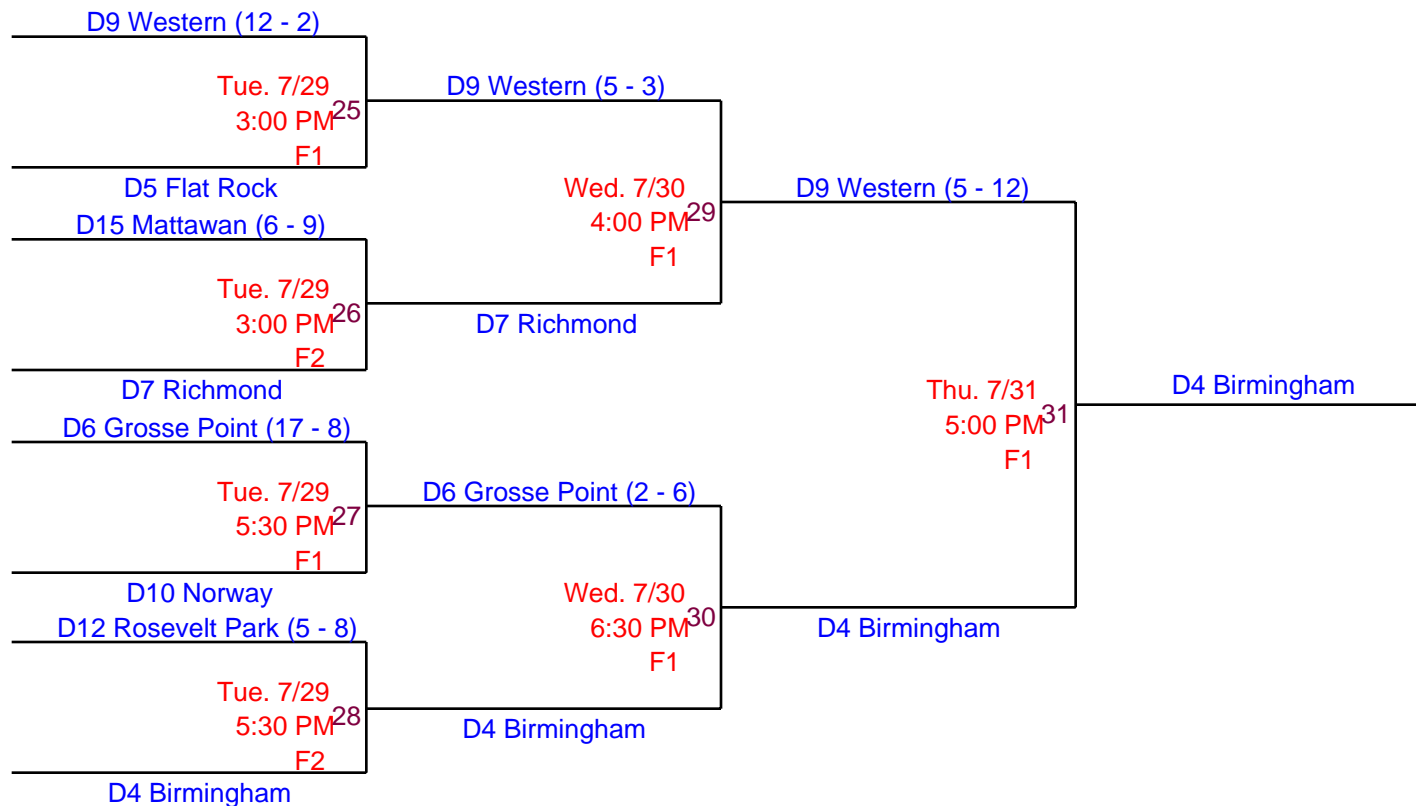 D9 Western (12 - 2)
Tue. 7/29
3:00 PM
25
F1
D5 Flat Rock
D15 Mattawan (6 - 9)
Tue. 7/29
3:00 PM
26
F2
D7 Richmond
D6 Grosse Point (17 - 8)
Tue. 7/29
5:30 PM
27
F1
D10 Norway
D12 Rosevelt Park (5 - 8)
Tue. 7/29
5:30 PM
28
F2
D4 Birmingham
D9 Western (5 - 3)
Wed. 7/30
4:00 PM
29
F1
D7 Richmond
D6 Grosse Point (2 - 6)
Wed. 7/30
6:30 PM
30
F1
D4 Birmingham
D9 Western (5 - 12)
Thu. 7/31
5:00 PM
31
F1
D4 Birmingham
D4 Birmingham